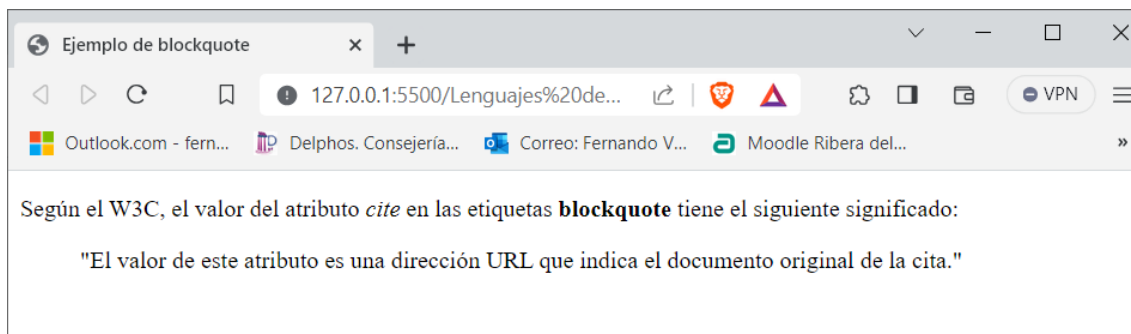 Ejemplo de blockquote
127.0.0.1:5500/Lenguajes%20de...
VPN
Outlook.com - fern...
Delphos. Consejería...
Correo: Fernando V...
Moodle Ribera del...
»
Según el W3C, el valor del atributo cite en las etiquetas blockquote tiene el siguiente significado:
"El valor de este atributo es una dirección URL que indica el documento original de la cita."